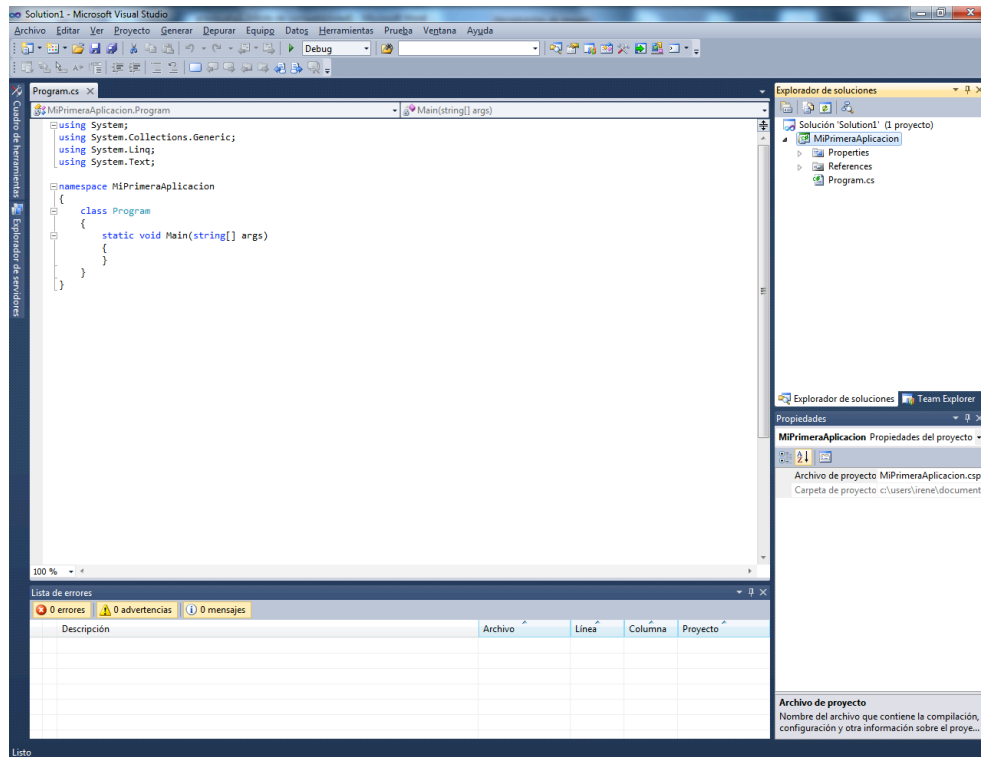 Solution1 - Microsoft Visual Studio
Archivo Editar Ver Proyecto Generar Depurar Equipo Datos Herramientas Prueba Ventana Ayuda
Debug
Cuadro de herramientas
Explorador de servidores
Program.cs
MiPrimeraAplicacion.Program
Main(string[] args)
using System;
using System.Collections.Generic;
using System.Linq;
using System.Text;
namespace MiPrimeraAplicacion
{
class Program
{
static void Main(string[] args)
{
}
}
}
100 %
Lista de errores
0 errores 0 advertencias 0 mensajes
Descripción Archivo Línea Columna Proyecto
Explorador de soluciones
Solución 'Solution1' (1 proyecto)
MiPrimeraAplicacion
Properties
References
Program.cs
Explorador de soluciones Team Explorer
Propiedades
MiPrimeraAplicacion Propiedades del proyecto
Archivo de proyecto MiPrimeraAplicacion.csp
Carpeta de proyecto c:\users\irene\document
Archivo de proyecto
Nombre del archivo que contiene la compilación,
configuración y otra información sobre el proye...
Listo